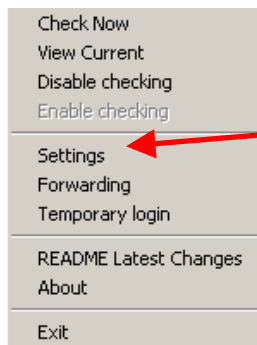 Check Now
View Current
Disable checking
Enable checking
Settings
Forwarding
Temporary login
README Latest Changes
About
Exit